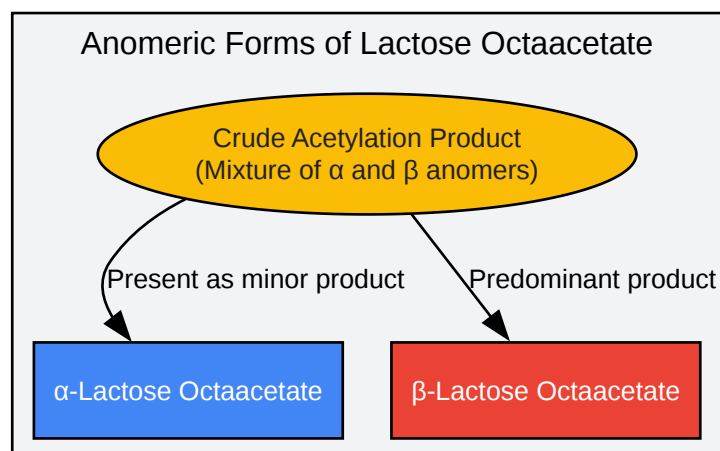 Anomeric Forms of Lactose Octaacetate
Crude Acetylation Product
(Mixture of α and β anomers)
Present as minor product
Predominant product
α-Lactose Octaacetate
β-Lactose Octaacetate